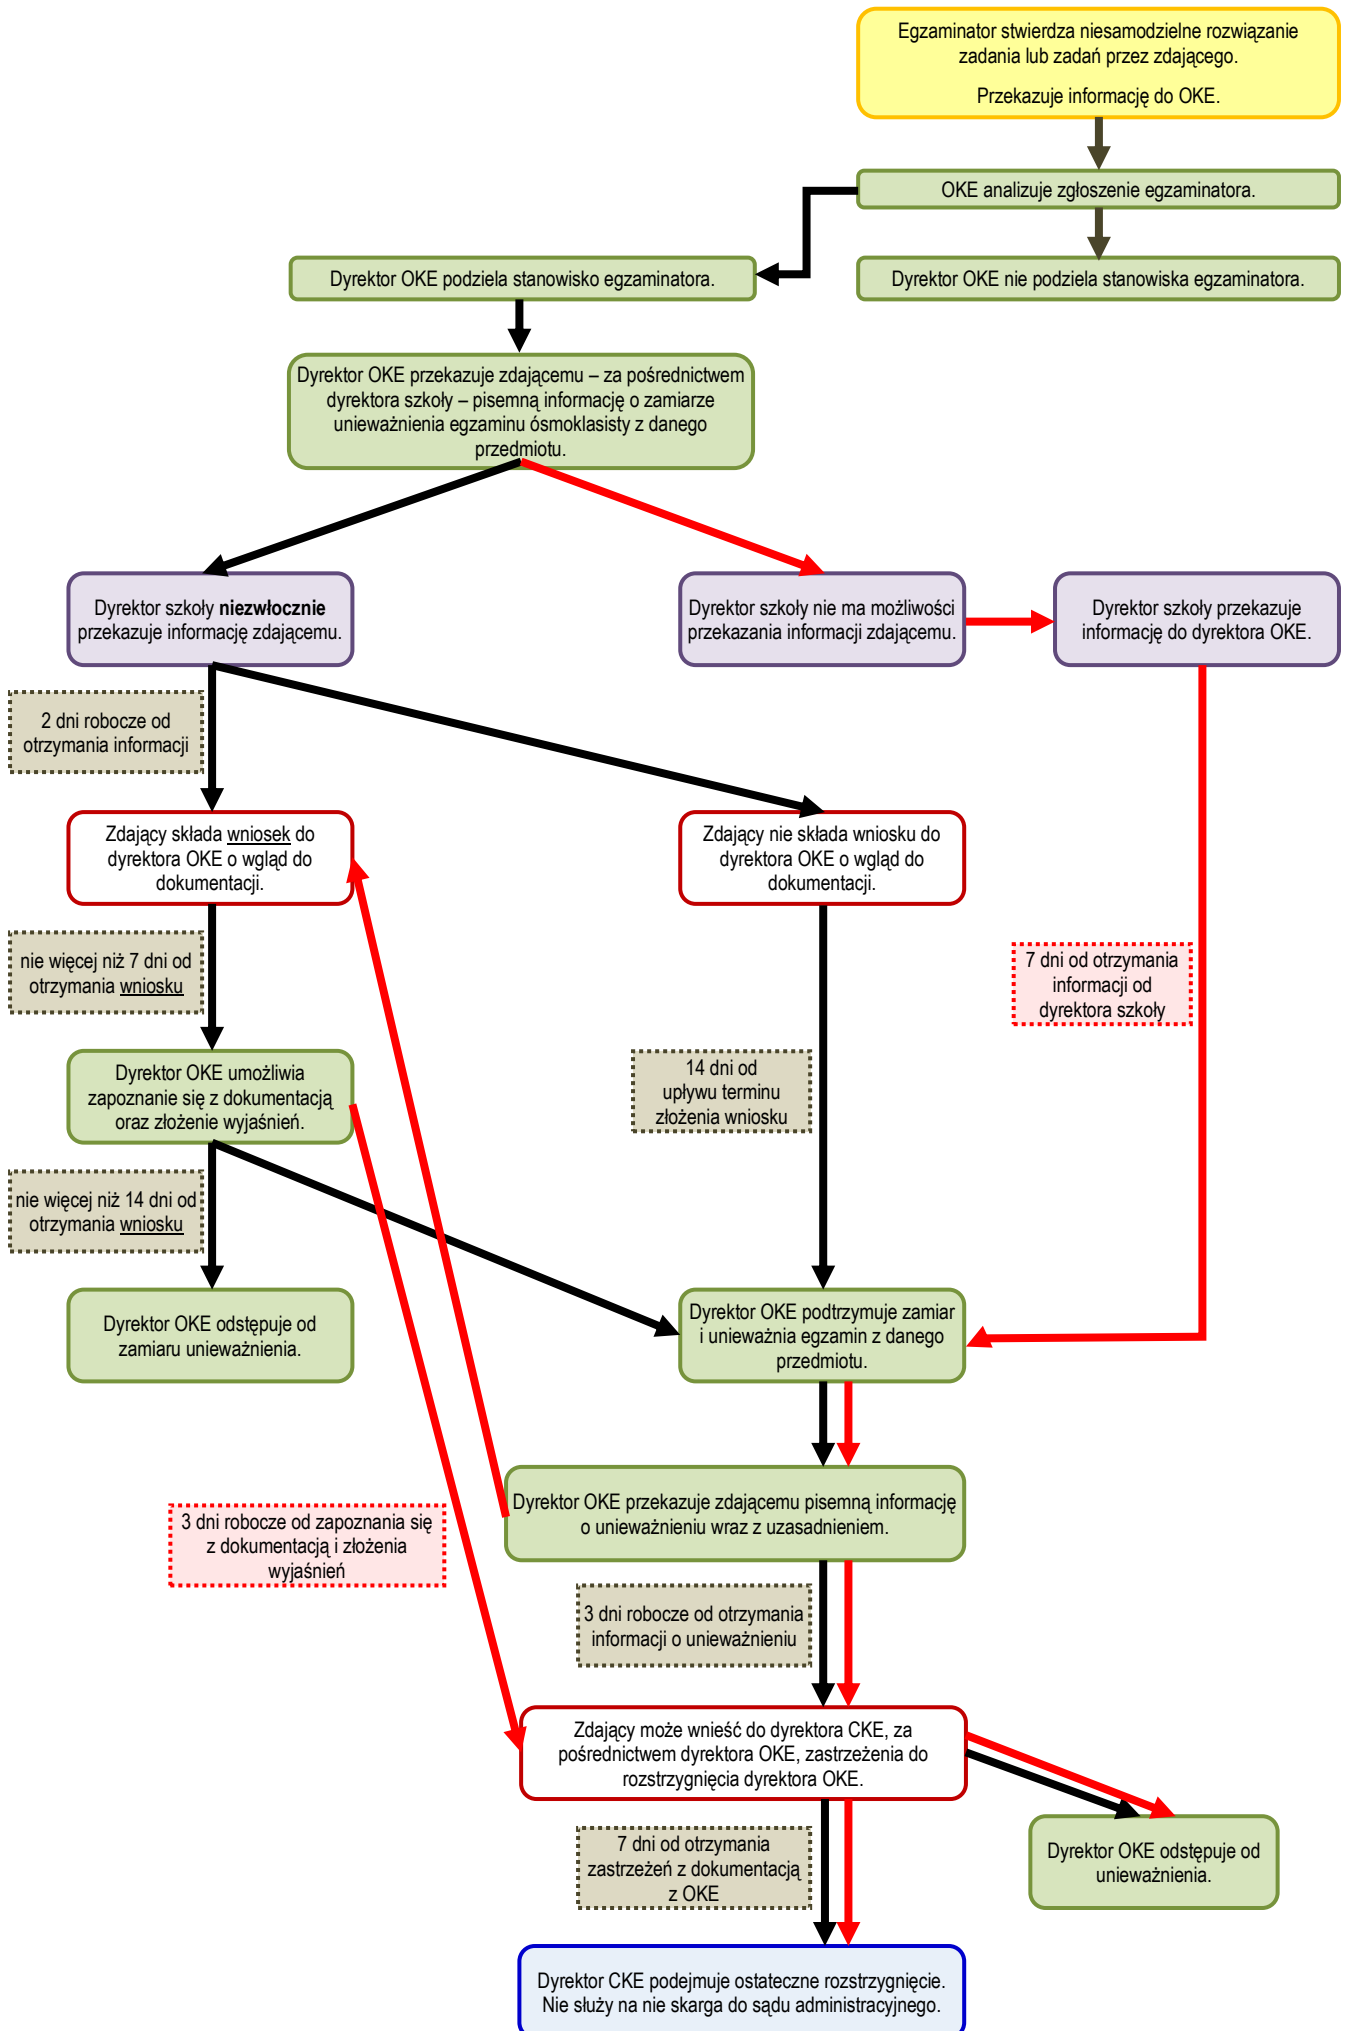 Egzaminator stwierdza niesamodzielne rozwiązanie
zadania lub zadań przez zdającego.
Przekazuje informację do OKE.
OKE analizuje zgłoszenie egzaminatora.
Dyrektor OKE podziela stanowisko egzaminatora.
Dyrektor OKE nie podziela stanowiska egzaminatora.
Dyrektor OKE przekazuje zdającemu – za pośrednictwem
dyrektora szkoły – pisemną informację o zamiarze
unieważnienia egzaminu ósmoklasisty z danego
przedmiotu.
Dyrektor szkoły niezwłocznie
przekazuje informację zdającemu.
Dyrektor szkoły nie ma możliwości
przekazania informacji zdającemu.
Dyrektor szkoły przekazuje
informację do dyrektora OKE.
2 dni robocze od
otrzymania informacji
Zdający składa wniosek do
dyrektora OKE o wgląd do
dokumentacji.
Zdający nie składa wniosku do
dyrektora OKE o wgląd do
dokumentacji.
nie więcej niż 7 dni od
otrzymania wniosku
7 dni od otrzymania
informacji od
dyrektora szkoły
Dyrektor OKE umożliwia
zapoznanie się z dokumentacją
oraz złożenie wyjaśnień.
14 dni od
upływu terminu
złożenia wniosku
nie więcej niż 14 dni od
otrzymania wniosku
Dyrektor OKE odstępuje od
zamiaru unieważnienia.
Dyrektor OKE podtrzymuje zamiar
i unieważnia egzamin z danego
przedmiotu.
Dyrektor OKE przekazuje zdającemu pisemną informację
o unieważnieniu wraz z uzasadnieniem.
3 dni robocze od zapoznania się
z dokumentacją i złożenia
wyjaśnień
3 dni robocze od otrzymania
informacji o unieważnieniu
Zdający może wnieść do dyrektora CKE, za
pośrednictwem dyrektora OKE, zastrzeżenia do
rozstrzygnięcia dyrektora OKE.
7 dni od otrzymania
zastrzeżeń z dokumentacją
z OKE
Dyrektor OKE odstępuje od
unieważnienia.
Dyrektor CKE podejmuje ostateczne rozstrzygnięcie.
Nie służy na nie skarga do sądu administracyjnego.